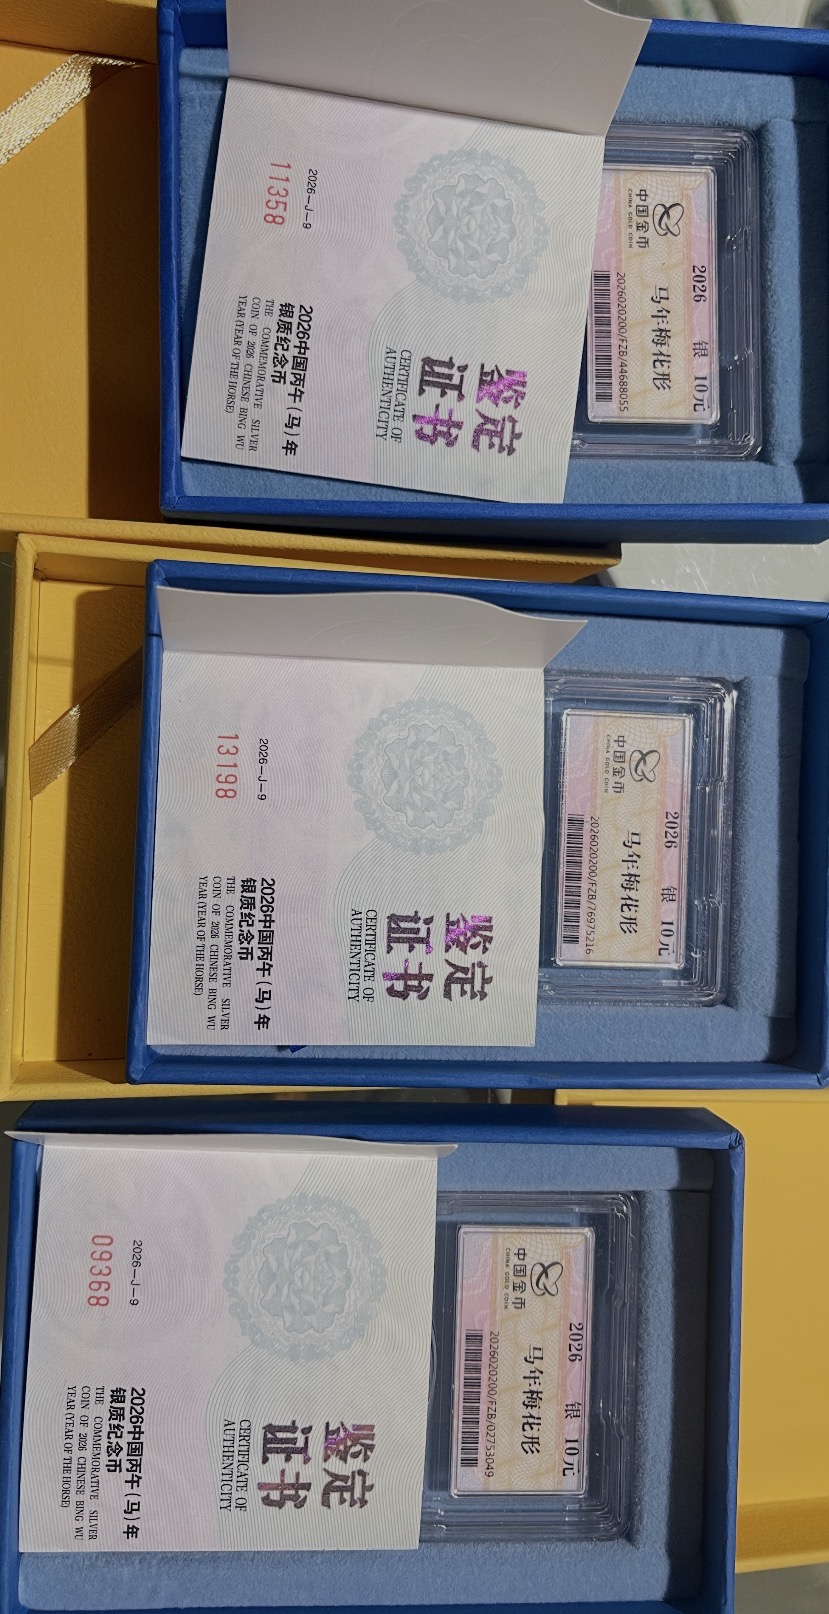 鉴定
证书
CERTIFICATE OF
AUTHENTICITY
2026-J-9
11358
2026中国丙午(马)年
银质纪念币
THE COMMEMORATIVE SILVER
COIN OF 2026 CHINESE BING WU
YEAR (YEAR OF THE HORSE)
2026 银 10元
中国金币
CHINA GOLD COIN
马年梅花形
2026020200/FZB/44688055
鉴定
证书
CERTIFICATE OF
AUTHENTICITY
2026-J-9
13198
2026中国丙午(马)年
银质纪念币
THE COMMEMORATIVE SILVER
COIN OF 2026 CHINESE BING WU
YEAR (YEAR OF THE HORSE)
2026 银 10元
中国金币
CHINA GOLD COIN
马年梅花形
2026020200/FZB/76975216
鉴定
证书
CERTIFICATE OF
AUTHENTICITY
2026-J-9
09368
2026中国丙午(马)年
银质纪念币
THE COMMEMORATIVE SILVER
COIN OF 2026 CHINESE BING WU
YEAR (YEAR OF THE HORSE)
2026 银 10元
中国金币
CHINA GOLD COIN
马年梅花形
2026020200/FZB/02753049